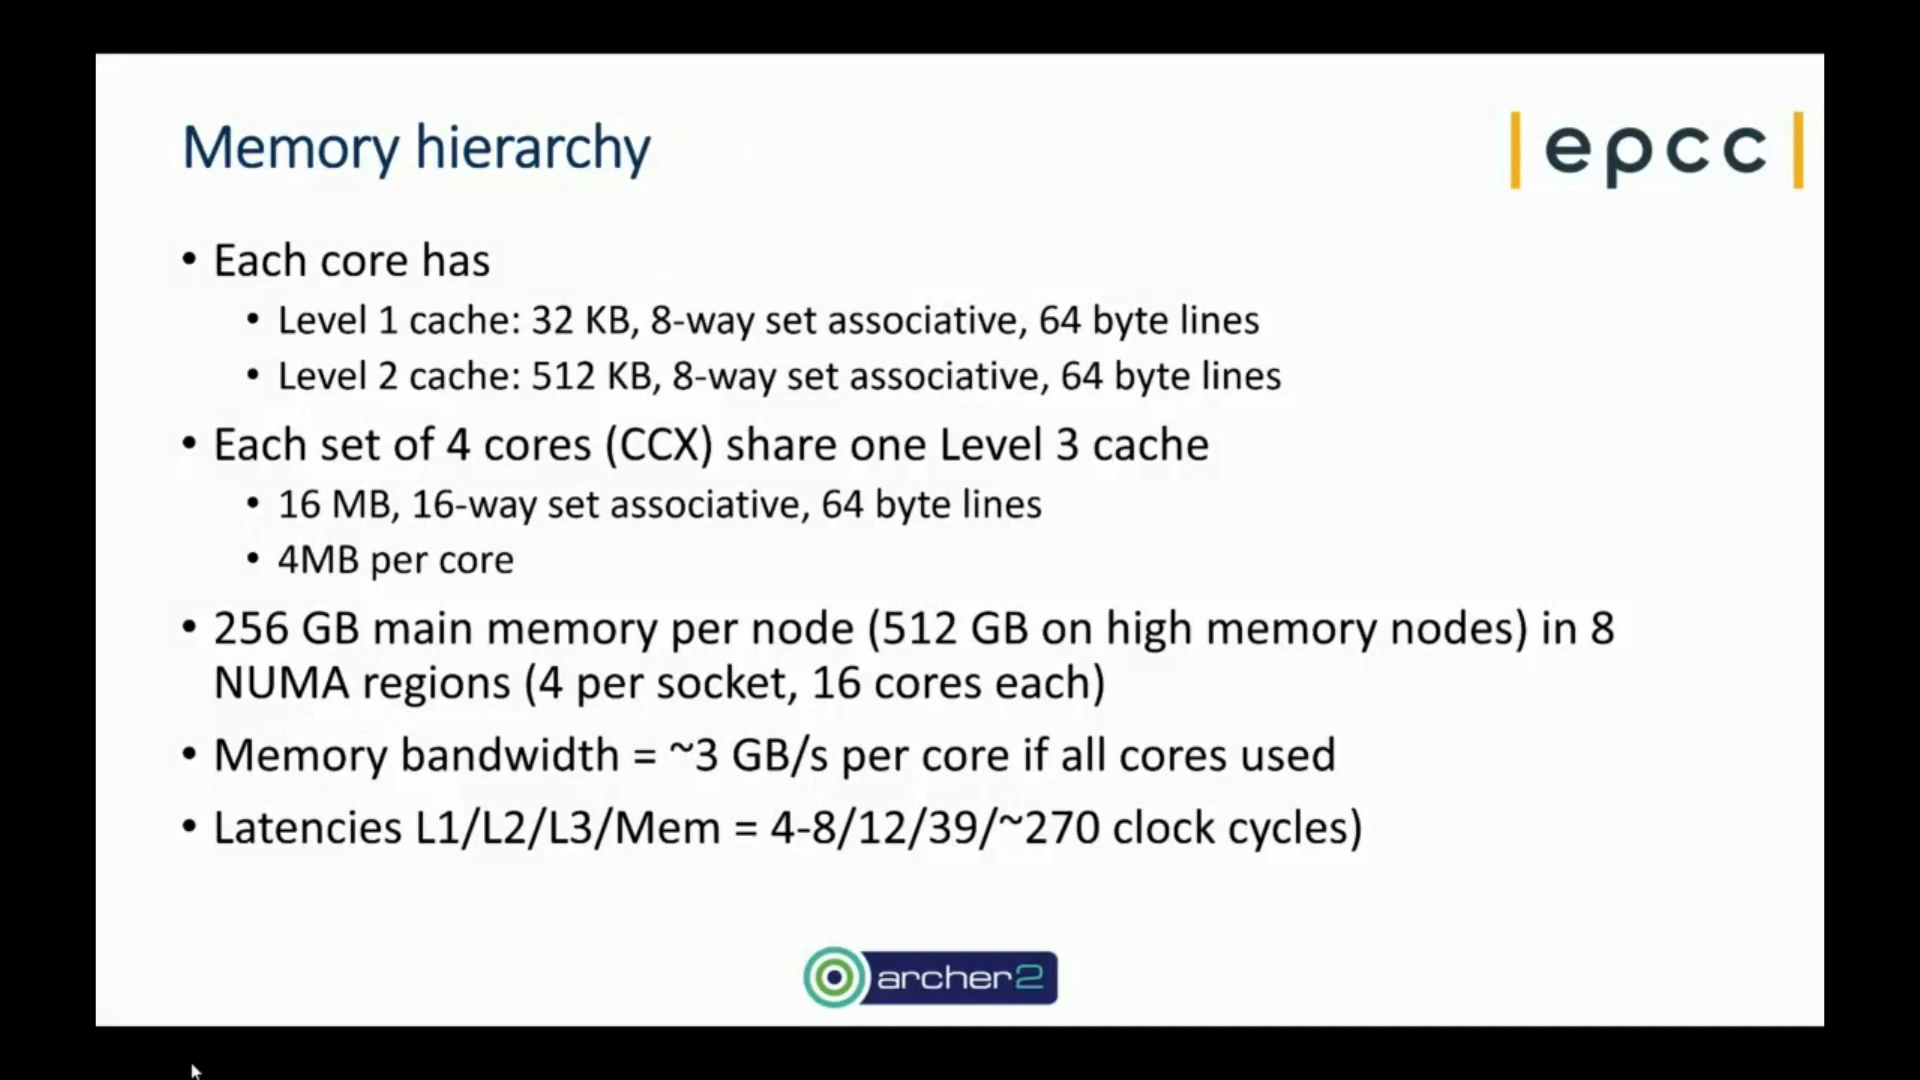 Memory hierarchy
|epcc|
• Each core has
• Level 1 cache: 32 KB, 8-way set associative, 64 byte lines
• Level 2 cache: 512 KB, 8-way set associative, 64 byte lines
• Each set of 4 cores (CCX) share one Level 3 cache
• 16 MB, 16-way set associative, 64 byte lines
• 4MB per core
• 256 GB main memory per node (512 GB on high memory nodes) in 8
NUMA regions (4 per socket, 16 cores each)
• Memory bandwidth = ~3 GB/s per core if all cores used
• Latencies L1/L2/L3/Mem = 4-8/12/39/~270 clock cycles)
archer2